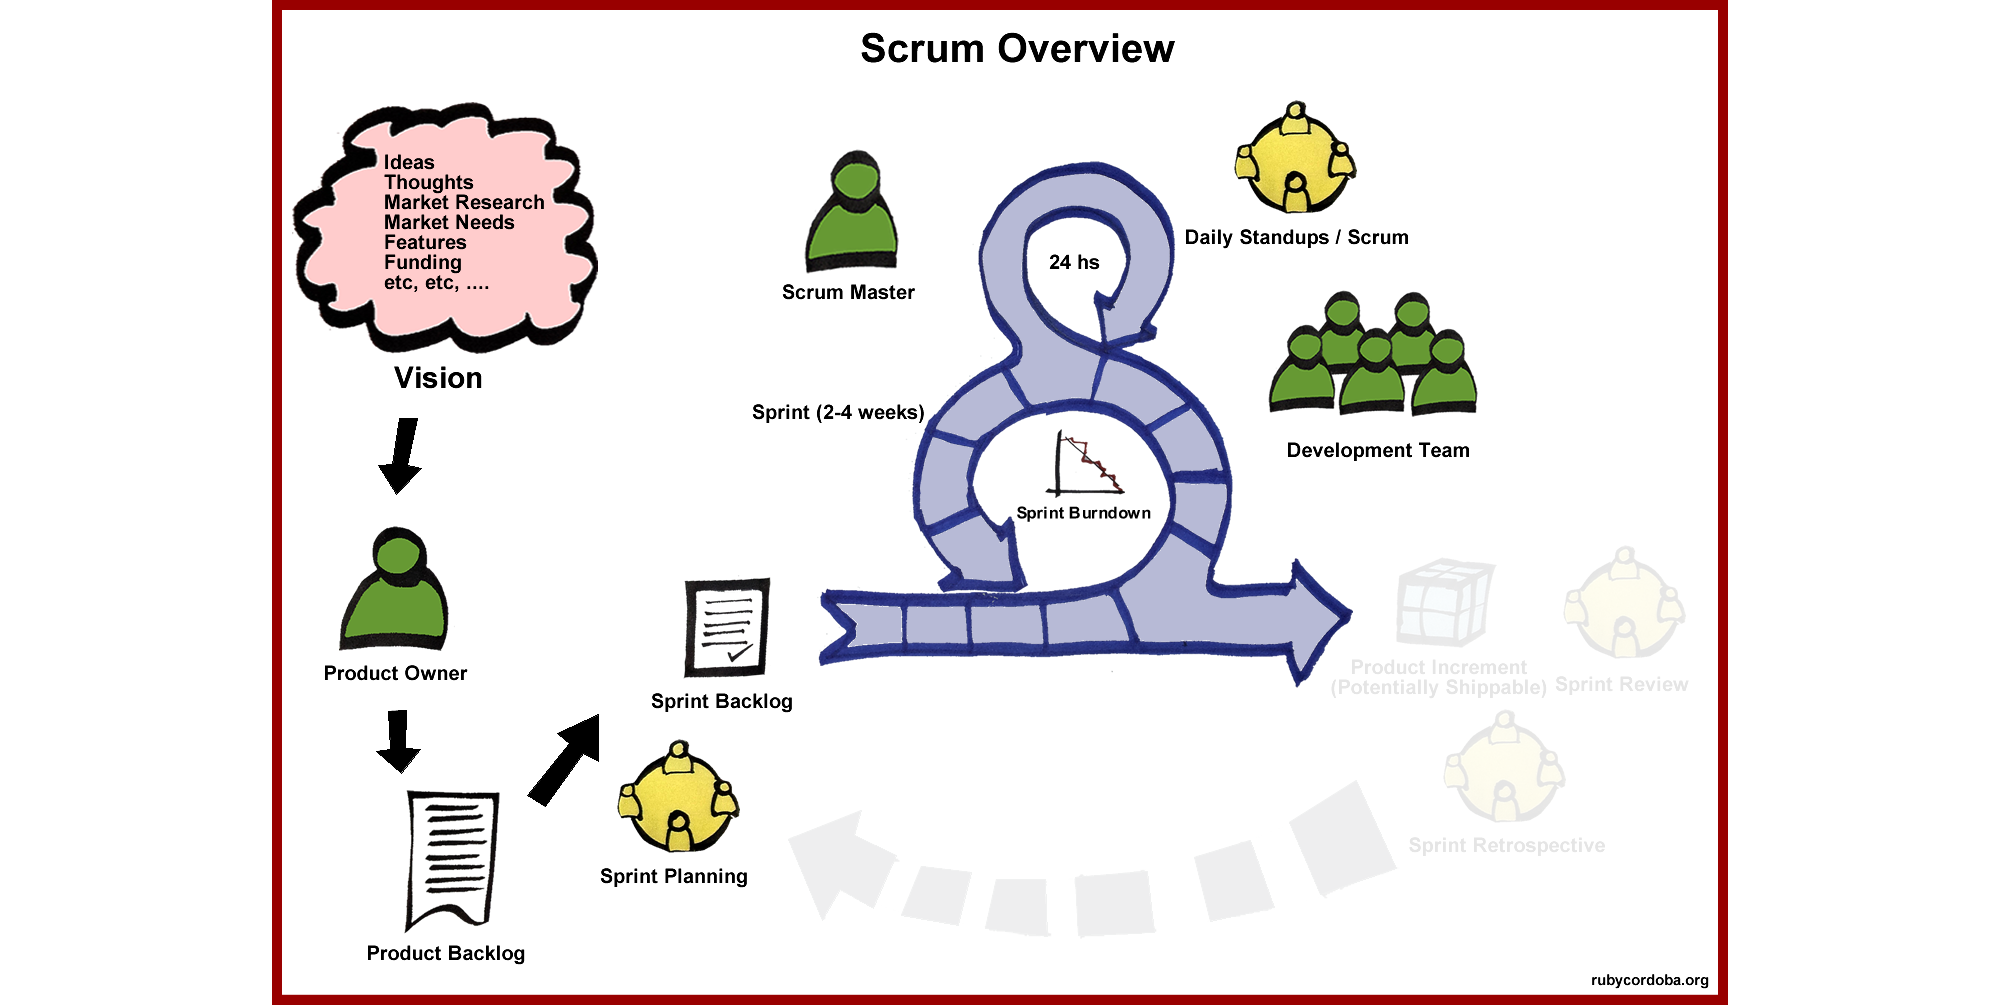 Scrum Overview
Ideas
Thoughts
Market Research
Market Needs
Features
Funding
etc, etc, ....
Vision
Product Owner
Product Backlog
Sprint Backlog
Sprint Planning
Scrum Master
Sprint (2-4 weeks)
24 hs
Sprint Burndown
Daily Standups / Scrum
Development Team
Product Increment
(Potentially Shippable)
Sprint Review
Sprint Retrospective
rubycordoba.org